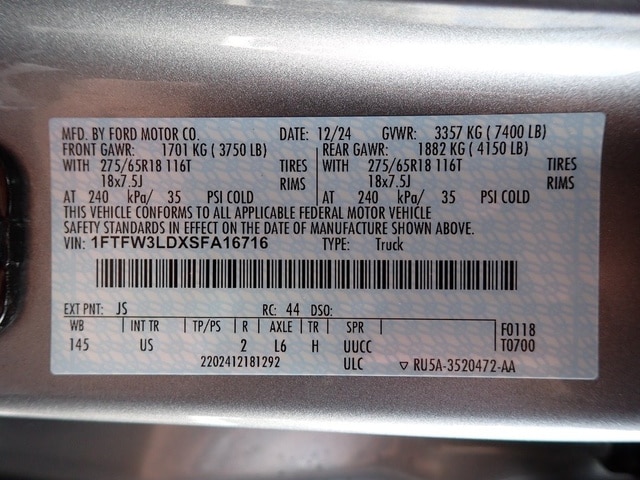 MFD. BY FORD MOTOR CO. DATE: 12/24 GVWR: 3357 KG ( 7400 LB)
FRONT GAWR: 1701 KG ( 3750 LB) REAR GAWR: 1882 KG ( 4150 LB)
WITH 275/65R18 116T TIRES WITH 275/65R18 116T TIRES
18x7.5J RIMS 18x7.5J RIMS
AT 240 kPa/ 35 PSI COLD AT 240 kPa/ 35 PSI COLD
THIS VEHICLE CONFORMS TO ALL APPLICABLE FEDERAL MOTOR VEHICLE
SAFETY STANDARDS IN EFFECT ON THE DATE OF MANUFACTURE SHOWN ABOVE.
VIN: 1FTFW3LDXSFA16716 TYPE: Truck
EXT PNT: JS RC: 44 DSO:
WB INT TR TP/PS R AXLE TR SPR F0118
145 US 2 L6 H UUCC T0700
2202412181292 ULC ▽ RU5A-3520472-AA